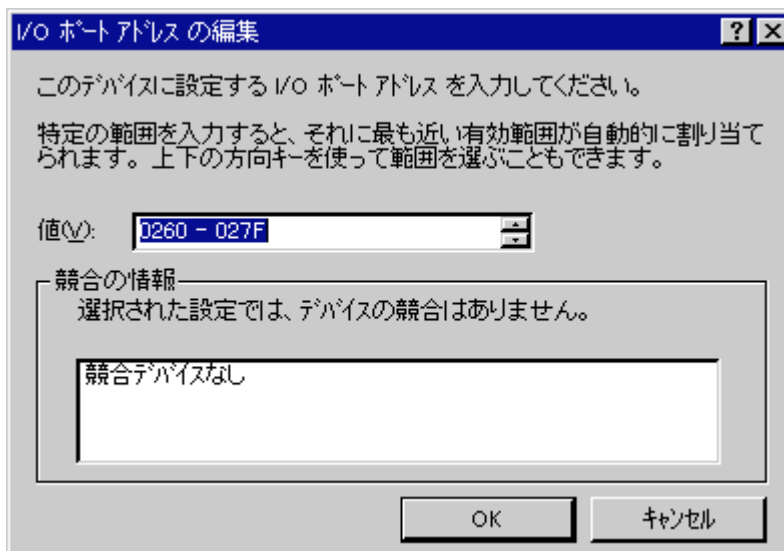 I/O ﾎﾟｰﾄ ｱﾄﾞﾚｽ の編集
このﾃﾞﾊﾞｲｽに設定する I/O ﾎﾟｰﾄ ｱﾄﾞﾚｽ を入力してください。
特定の範囲を入力すると、それに最も近い有効範囲が自動的に割り当て
られます。上下の方向キーを使って範囲を選ぶこともできます。
値(V):
0260 - 027F
競合の情報
選択された設定では、ﾃﾞﾊﾞｲｽの競合はありません。
競合ﾃﾞﾊﾞｲｽなし
OK
ｷｬﾝｾﾙ